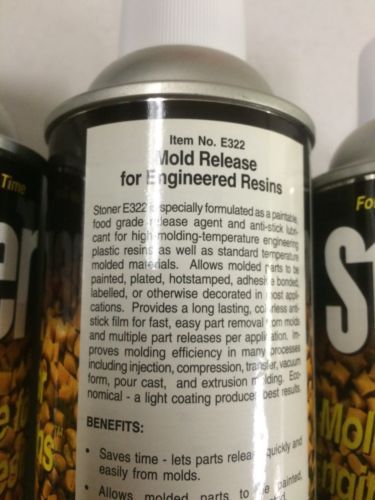 Item No. E322
Mold Release
for Engineered Resins
Stoner E322 is specially formulated as a paintable,
food grade release agent and anti-stick lubri-
cant for high molding-temperature engineering
plastic resins as well as standard temperature
molded materials. Allows molded parts to be
painted, plated, hotstamped, adhesive bonded,
labelled, or otherwise decorated in most appli-
cations. Provides a long lasting, colorless anti-
stick film for fast, easy part removal from molds
and multiple part releases per application. Im-
proves molding efficiency in many processes
including injection, compression, transfer, vacuum
form, pour cast, and extrusion molding. Eco-
nomical - a light coating produces best results.
BENEFITS:
• Saves time - lets parts release quickly and
easily from molds.
• Allows molded parts to be painted,
Time
er
Fo
st
Mol